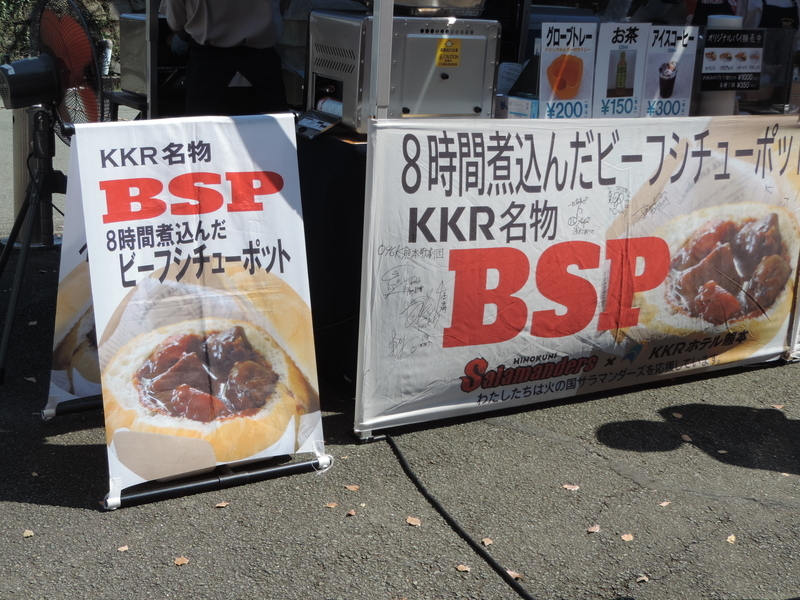 KKR名物
BSP
8時間煮込んだ
ビーフシチューポット
グローブトレー
¥200
お茶
¥150
アイスコーヒー
¥300
8時間煮込んだビーフシチューポッ
KKR名物
BSP
HINOKUNI
Salamanders × KKRホテル熊本
わたしたちは火の国サラマンダーズを応援しています。